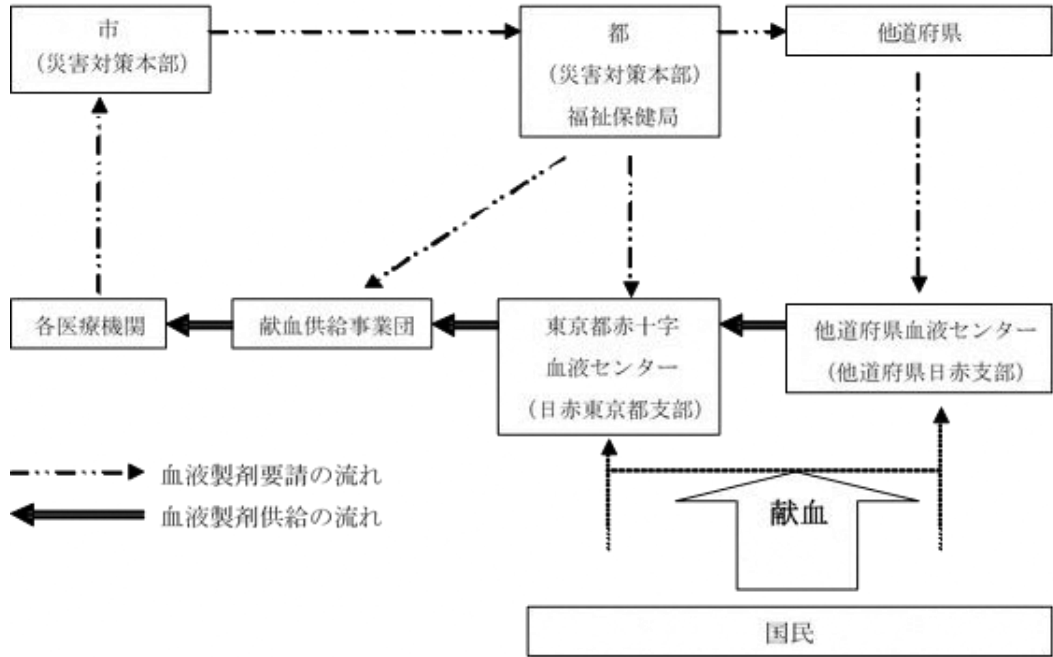 市
(災害対策本部)
都
(災害対策本部)
福祉保健局
他道府県
各医療機関
献血供給事業団
東京都赤十字
血液センター
(日赤東京都支部)
他道府県血液センター
(他道府県日赤支部)
血液製剤要請の流れ
血液製剤供給の流れ
献血
国民